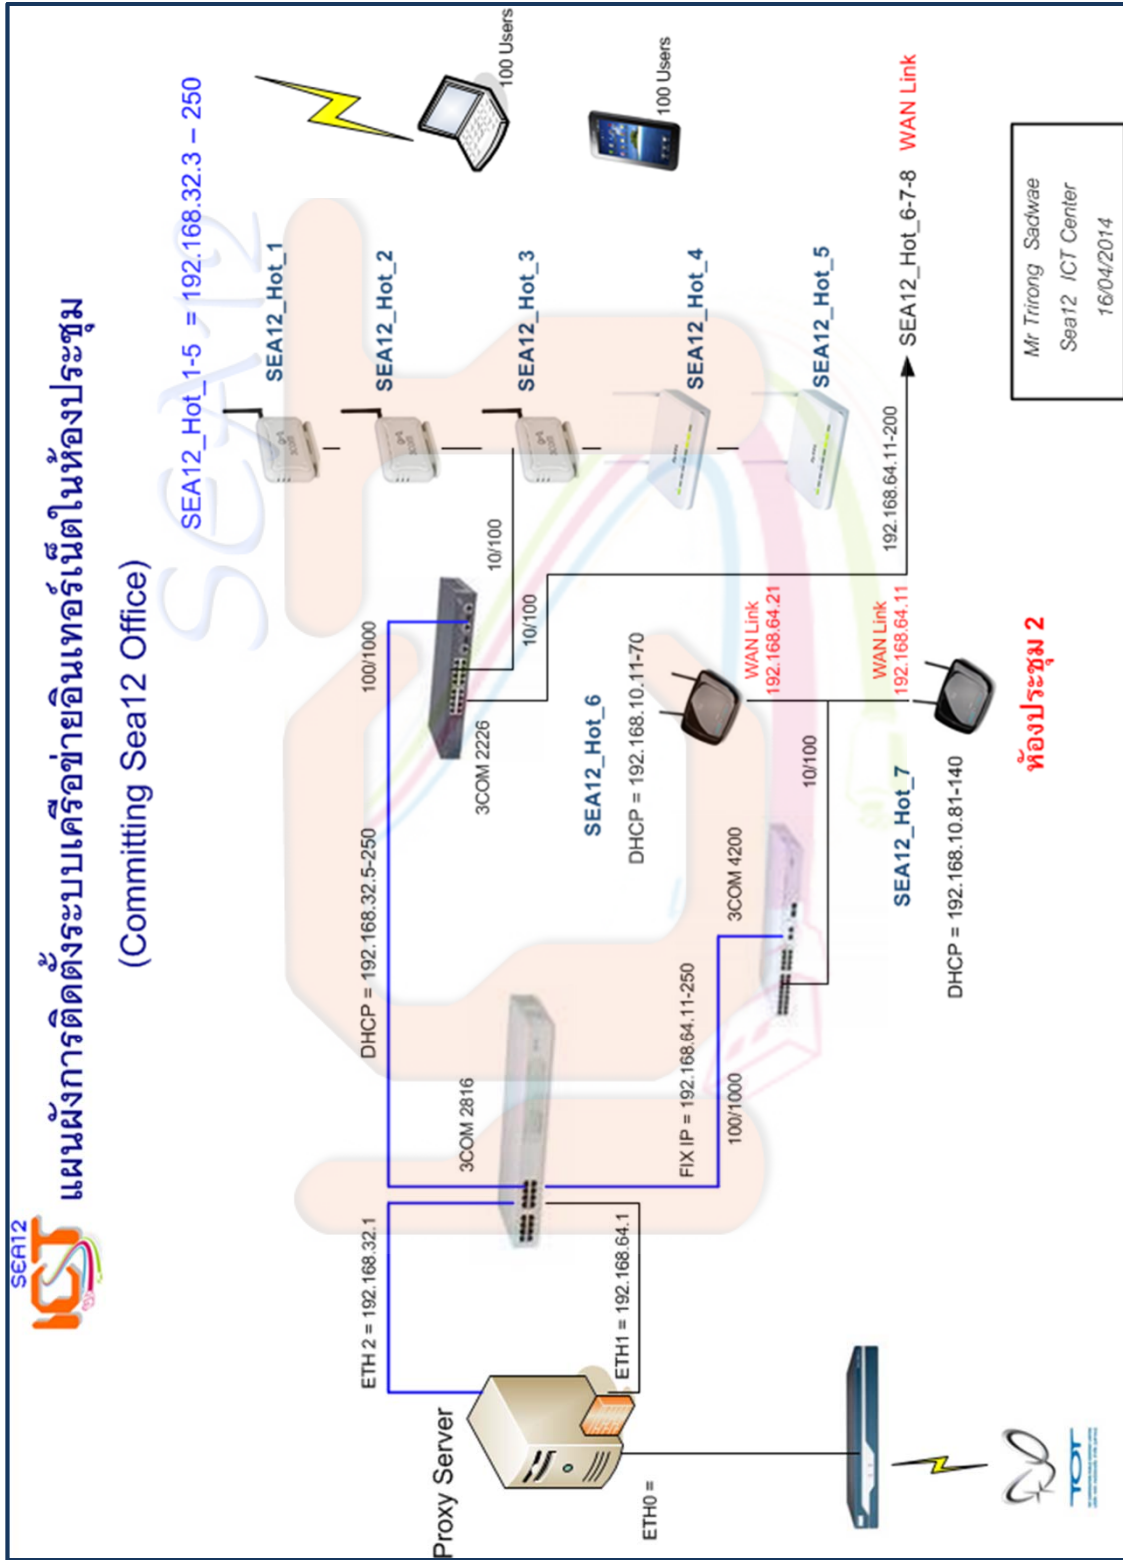 SEA12
ICT
แผนผังการติดตั้งระบบเครือข่ายอินเทอร์เน็ตในห้องประชุม
(Committing Sea12 Office)
SEA12_Hot_1-5 = 192.168.32.3 – 250
SEA12
SEA12_Hot_1
SEA12_Hot_2
SEA12_Hot_3
SEA12_Hot_4
SEA12_Hot_5
100 Users
100 Users
Proxy Server
ETH 2 = 192.168.32.1
ETH1 = 192.168.64.1
ETH0 =
3COM 2816
DHCP = 192.168.32.5-250
100/1000
3COM 2226
10/100
10/100
192.168.64.11-200
SEA12_Hot_6-7-8 WAN Link
FIX IP = 192.168.64.11-250
100/1000
3COM 4200
SEA12_Hot_6
DHCP = 192.168.10.11-70
WAN Link
192.168.64.21
10/100
WAN Link
192.168.64.11
SEA12_Hot_7
DHCP = 192.168.10.81-140
ห้องประชุม 2
TOT
Mr Trirong Sadwae
Sea12 ICT Center
16/04/2014